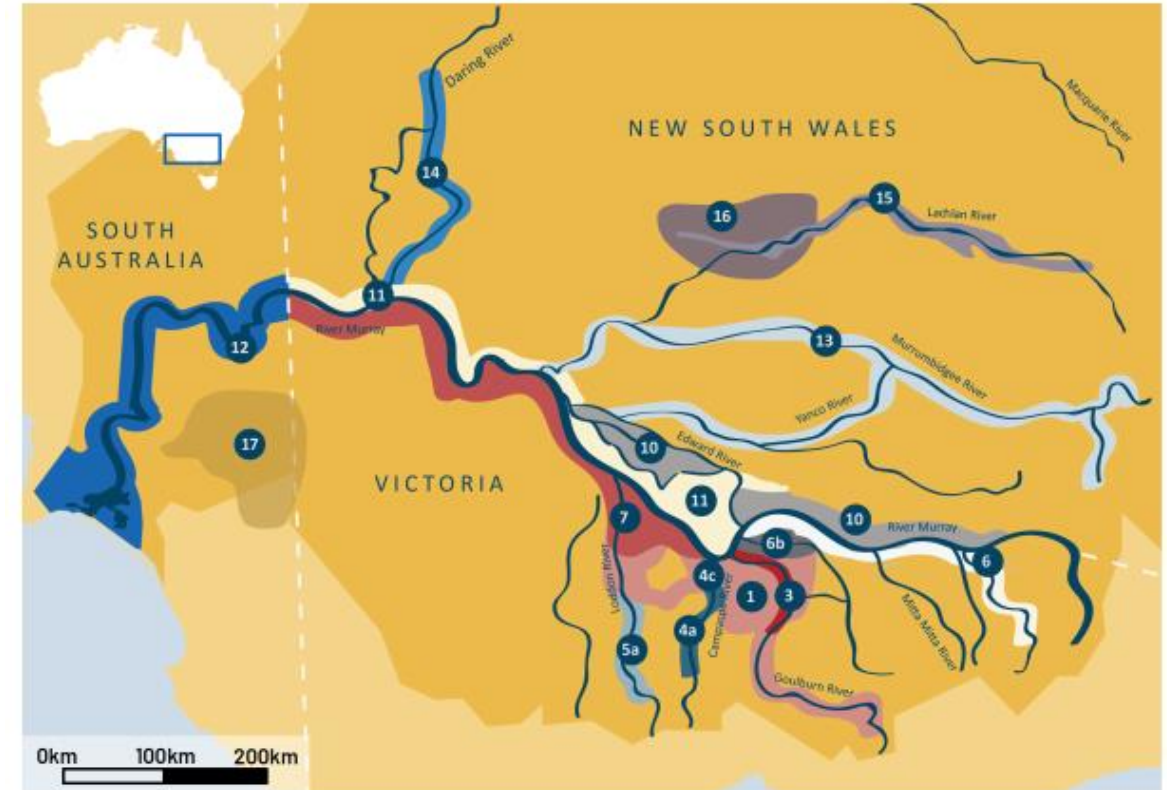 Daring River
Macquarie River
NEW SOUTH WALES
14
15
16
Lachlan River
SOUTH
AUSTRALIA
11
River Murray
12
13
Murrumbidgee River
Yanco River
17
10
Edward River
VICTORIA
11
7
10
River Murray
6b
6
4c
1
3
Loddon River
Campaspe River
Mitta Mitta River
4a
5a
Goulburn River
0km 100km 200km